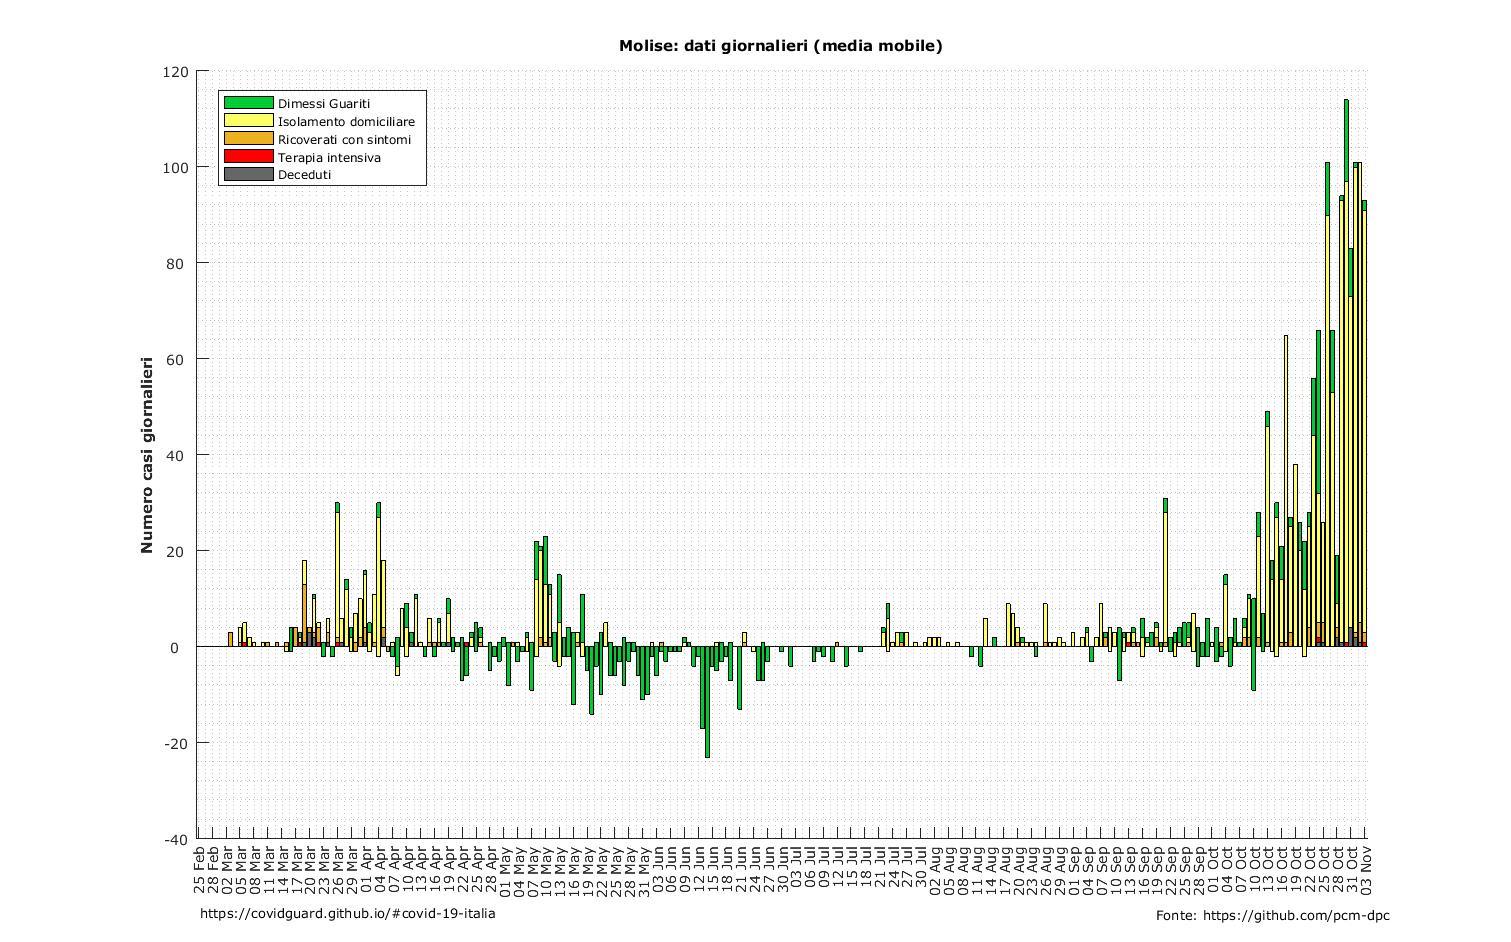 Molise: dati giornalieri (media mobile)
120
100
80
60
40
20
0
-20
-40
Numero casi giornalieri
Dimessi Guariti
Isolamento domiciliare
Ricoverati con sintomi
Terapia intensiva
Deceduti
25 Feb
28 Feb
02 Mar
05 Mar
08 Mar
11 Mar
14 Mar
17 Mar
20 Mar
23 Mar
26 Mar
29 Mar
01 Apr
04 Apr
07 Apr
10 Apr
13 Apr
16 Apr
19 Apr
22 Apr
25 Apr
28 Apr
01 May
04 May
07 May
10 May
13 May
16 May
19 May
22 May
25 May
28 May
31 May
03 Jun
06 Jun
09 Jun
12 Jun
15 Jun
18 Jun
21 Jun
24 Jun
27 Jun
30 Jun
03 Jul
06 Jul
09 Jul
12 Jul
15 Jul
18 Jul
21 Jul
24 Jul
27 Jul
30 Jul
02 Aug
05 Aug
08 Aug
11 Aug
14 Aug
17 Aug
20 Aug
23 Aug
26 Aug
29 Aug
01 Sep
04 Sep
07 Sep
10 Sep
13 Sep
16 Sep
19 Sep
22 Sep
25 Sep
28 Sep
01 Oct
04 Oct
07 Oct
10 Oct
13 Oct
16 Oct
19 Oct
22 Oct
25 Oct
28 Oct
31 Oct
03 Nov
https://covidguard.github.io/#covid-19-italia
Fonte: https://github.com/pcm-dpc